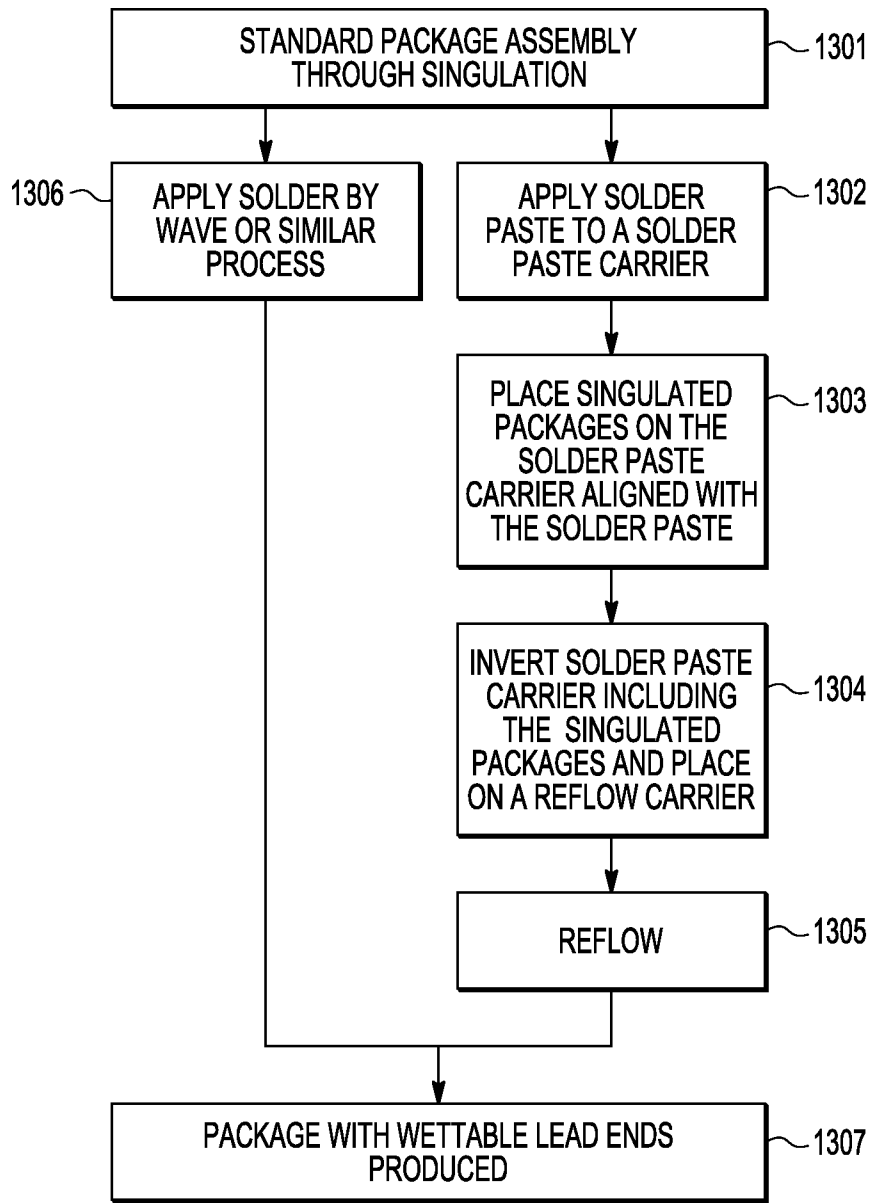 STANDARD PACKAGE ASSEMBLY
THROUGH SINGULATION
1301
1306
APPLY SOLDER BY
WAVE OR SIMILAR
PROCESS
APPLY SOLDER
PASTE TO A SOLDER
PASTE CARRIER
1302
PLACE SINGULATED
PACKAGES ON THE
SOLDER PASTE
CARRIER ALIGNED WITH
THE SOLDER PASTE
1303
INVERT SOLDER PASTE
CARRIER INCLUDING
THE SINGULATED
PACKAGES AND PLACE
ON A REFLOW CARRIER
1304
REFLOW
1305
PACKAGE WITH WETTABLE LEAD ENDS
PRODUCED
1307